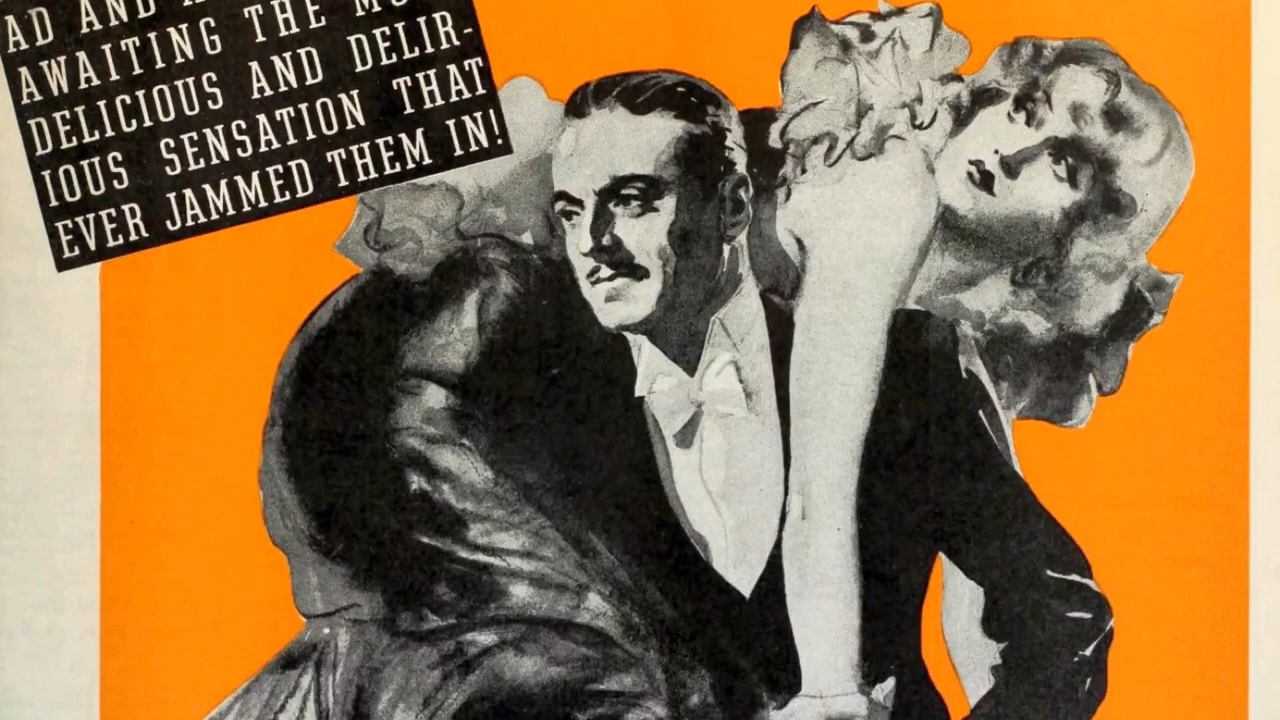 AD AND
AWAITING THE
DELICIOUS AND DELIR-
IOUS SENSATION THAT
EVER JAMMED THEM IN!